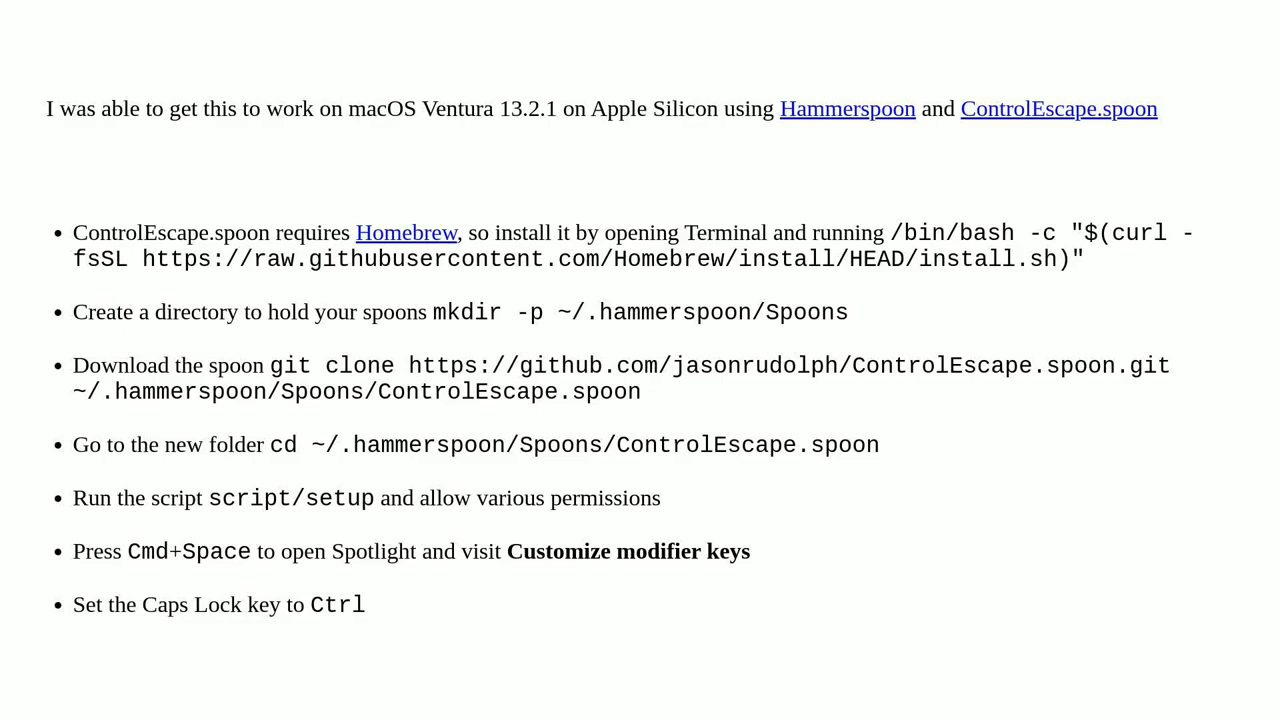 I was able to get this to work on macOS Ventura 13.2.1 on Apple Silicon using Hammerspoon and ControlEscape.spoon
• ControlEscape.spoon requires Homebrew, so install it by opening Terminal and running /bin/bash -c "$(curl -
fsSL https://raw.githubusercontent.com/Homebrew/install/HEAD/install.sh)"
• Create a directory to hold your spoons mkdir -p ~/.hammerspoon/Spoons
• Download the spoon git clone https://github.com/jasonrudolph/ControlEscape.spoon.git
~/.hammerspoon/Spoons/ControlEscape.spoon
• Go to the new folder cd ~/.hammerspoon/Spoons/ControlEscape.spoon
• Run the script script/setup and allow various permissions
• Press Cmd+Space to open Spotlight and visit Customize modifier keys
• Set the Caps Lock key to Ctrl